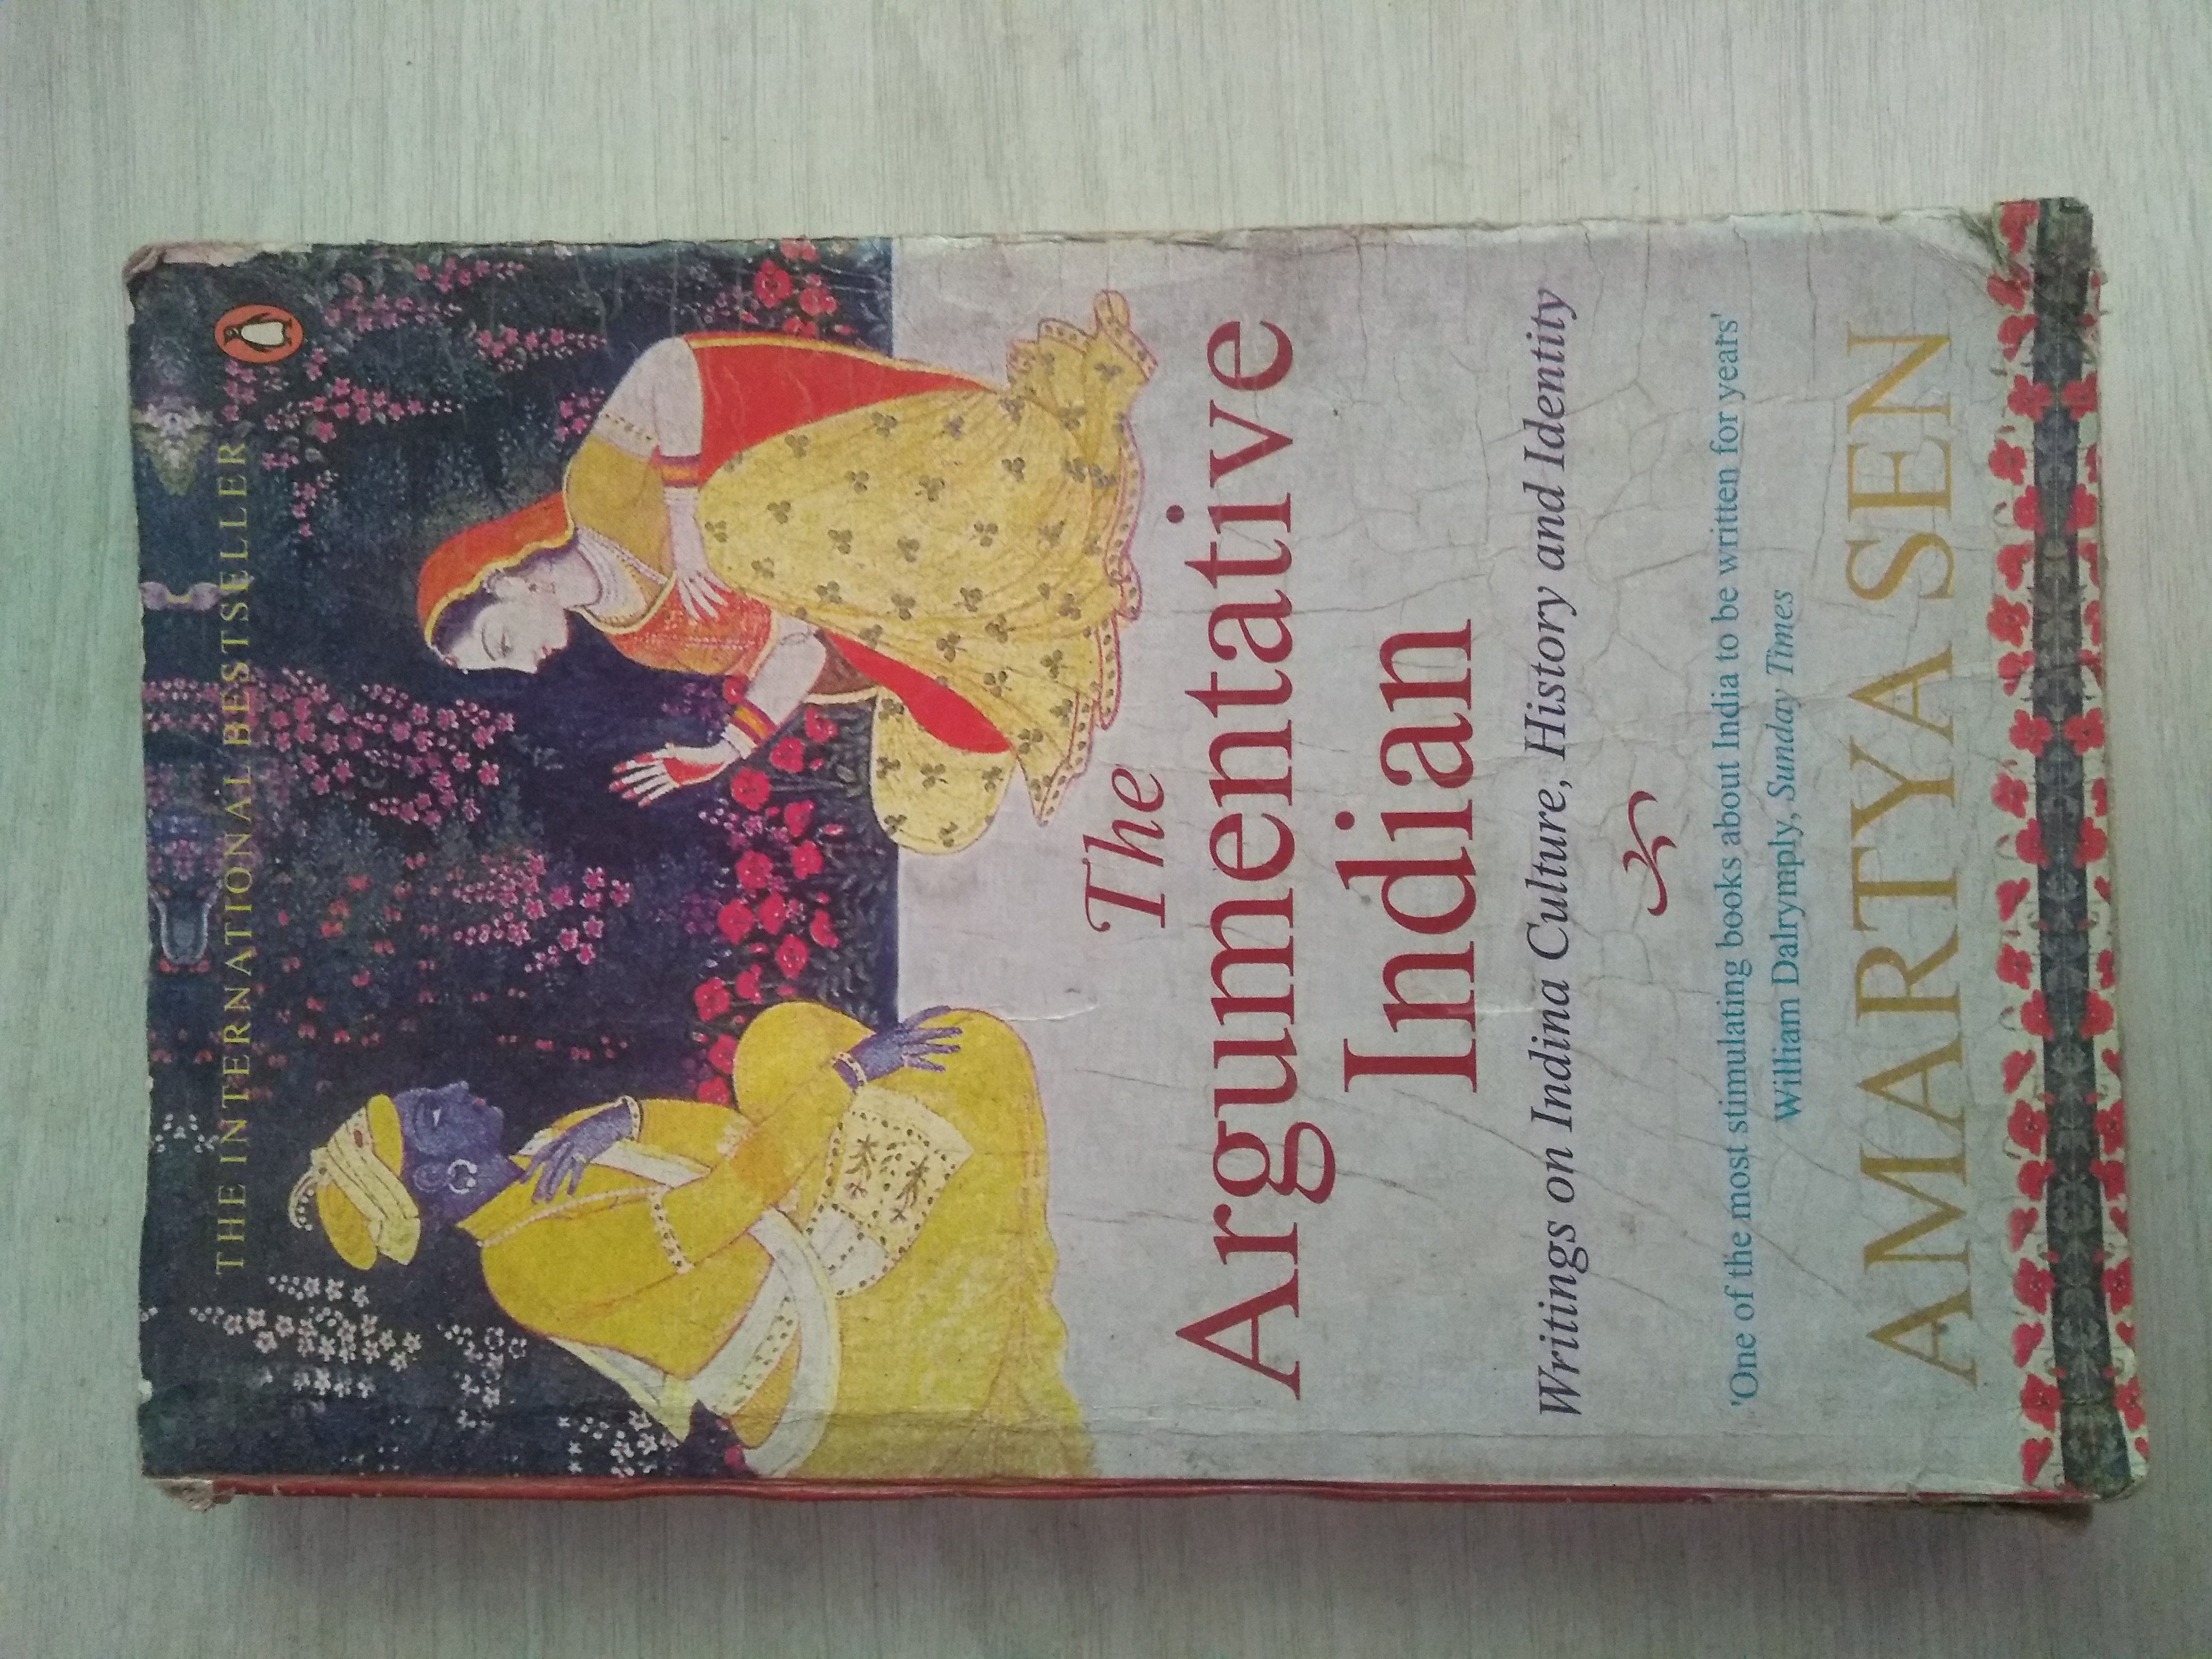 THE INTERNATIONAL BESTSELLER
The
Argumentative
Indian
Writings on Indina Culture, History and Identity
'One of the most stimulating books about India to be written for years'
William Dalrymply, Sunday Times
AMARTYA SEN